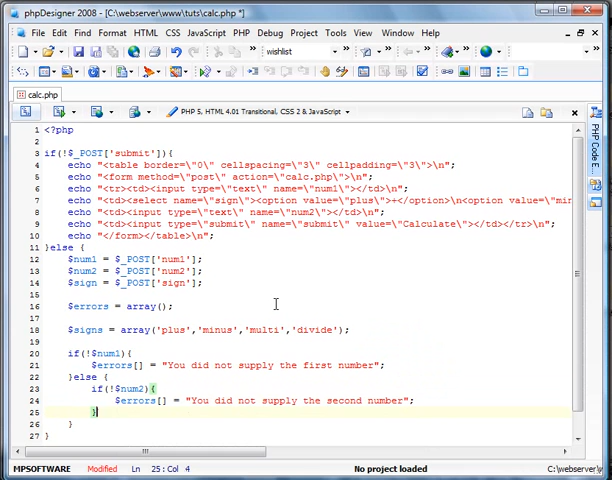 phpDesigner 2008 - [C:\webserver\www\tuts\calc.php *]
File Edit Find Format HTML CSS JavaScript PHP Debug Project Tools View Window Help
wishlist
calc.php
PHP 5, HTML 4.01 Transitional, CSS 2 & JavaScript
1 <?php
2
3 if(!$_POST['submit']){
4 echo "<table border=\"0\" cellspacing=\"3\" cellpadding=\"3\">\n";
5 echo "<form method=\"post\" action=\"calc.php\">\n";
6 echo "<tr><td><input type=\"text\" name=\"num1\"></td>\n";
7 echo "<td><select name=\"sign\"><option value=\"plus\">+</option>\n<option value=\"min
8 echo "<td><input type=\"text\" name=\"num2\"></td>\n";
9 echo "<td><input type=\"submit\" name=\"submit\" value=\"Calculate\"></td></tr>\n";
10 echo "</form></table>\n";
11 }else {
12 $num1 = $_POST['num1'];
13 $num2 = $_POST['num2'];
14 $sign = $_POST['sign'];
15
16 $errors = array();
17
18 $signs = array('plus','minus','multi','divide');
19
20 if(!$num1){
21 $errors[] = "You did not supply the first number";
22 }else {
23 if(!$num2){
24 $errors[] = "You did not supply the second number";
25 }
26 }
27 }
PHP Code E...
MPSOFTWARE Modified Ln 25 : Col 4 No project loaded C:\webserver\w